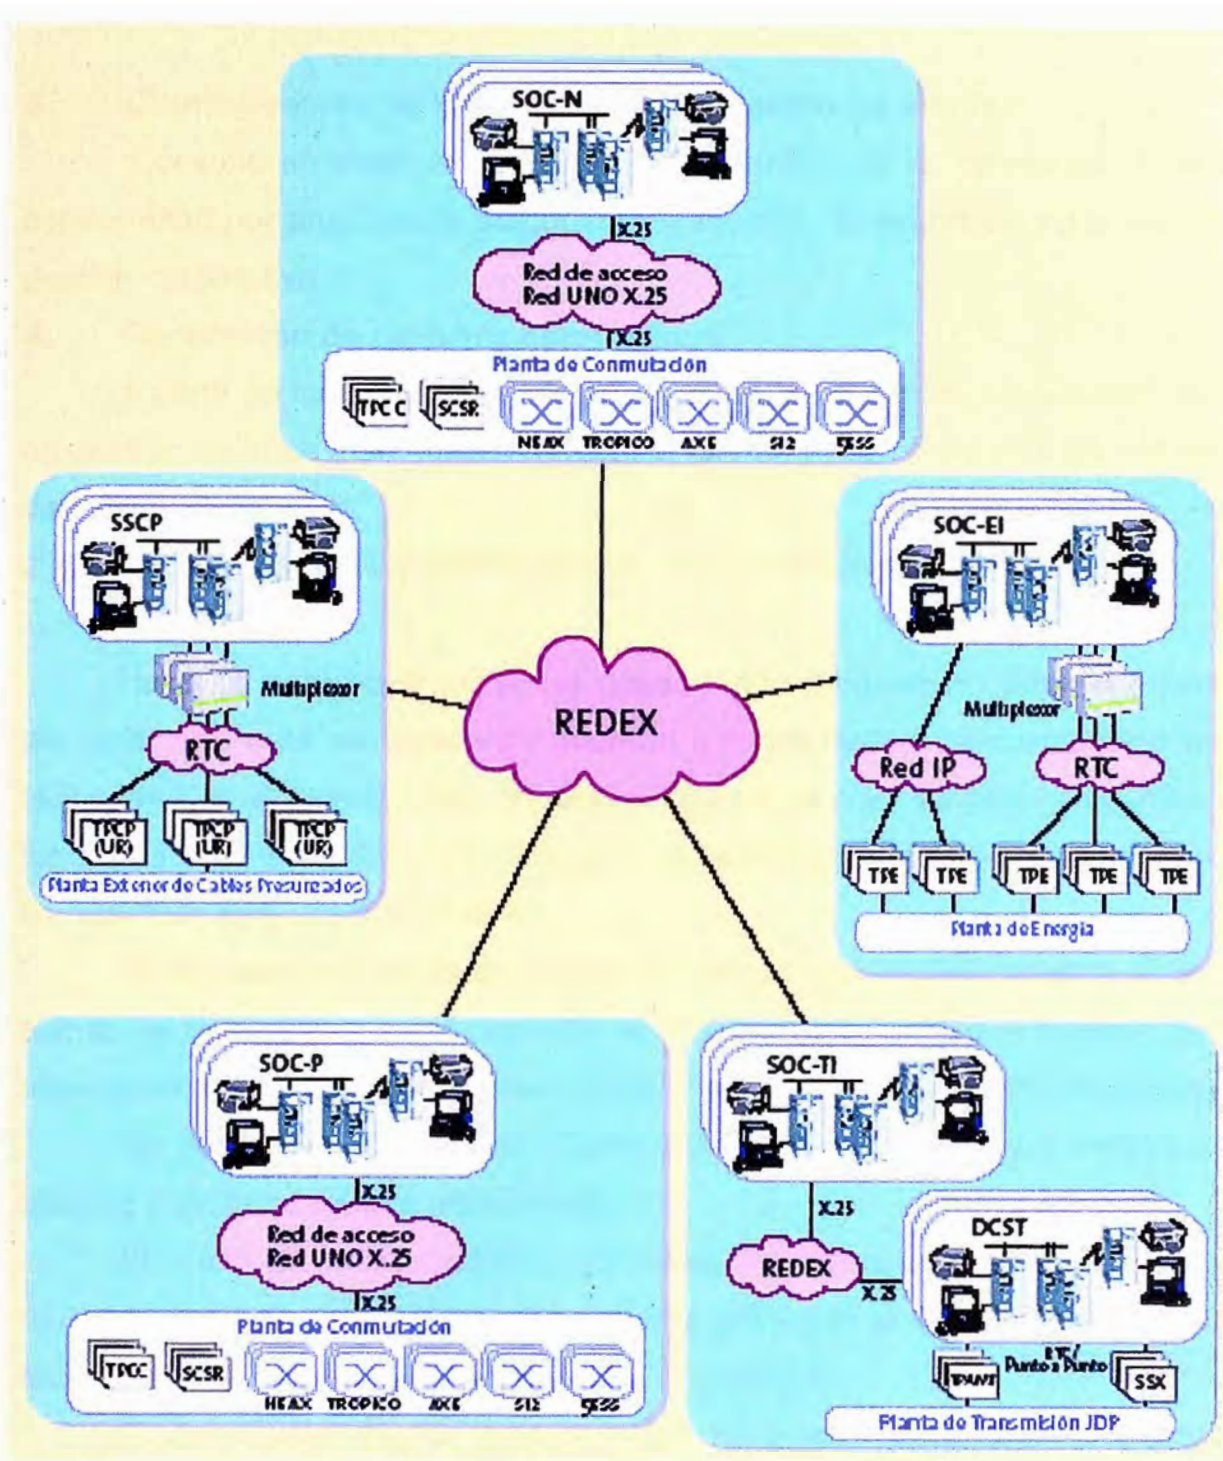 SOC-N
X.25
Red de acceso
Red UNO X.25
X.25
Planta de Conmutación
TPCC
SCSR
NEAX
TROPICO
AXE
S12
5ESS
SSCP
Multiplexor
RTC
TPCP
(UR)
TPCP
(UR)
TPCP
(UR)
Planta Exterior de Cables Presurizados
REDEX
SOC-EI
Multiplexor
Red IP
RTC
TPE
TPE
TPE
TPE
TPE
Planta de Energía
SOC-P
X.25
Red de acceso
Red UNO X.25
X.25
Planta de Conmutación
TPCC
SCSR
NEAX
TROPICO
AXE
S12
5ESS
SOC-TI
X.25
REDEX
X.25
DCST
RTC/
Punto a Punto
SSX
Planta de Transmisión JDP